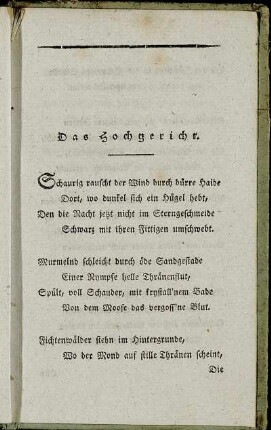 Das Hochgericht.
Schaurig rauscht der Wind durch dürre Haide
Dort, wo dunkel sich ein Hügel hebt,
Den die Nacht jetzt nicht im Sterngeschmeide
Schwarz mit ihren Fittigen umschwebt.
Murmelnd schleicht durch öde Sandgestade
Einer Nympfe helle Thränenflut,
Spült, voll Schauder, mit krystall'nem Bade
Von dem Moose das vergoss'ne Blut.
Fichtenwälder stehn im Hintergrunde,
Wo der Mond auf stille Thränen scheint,
Die